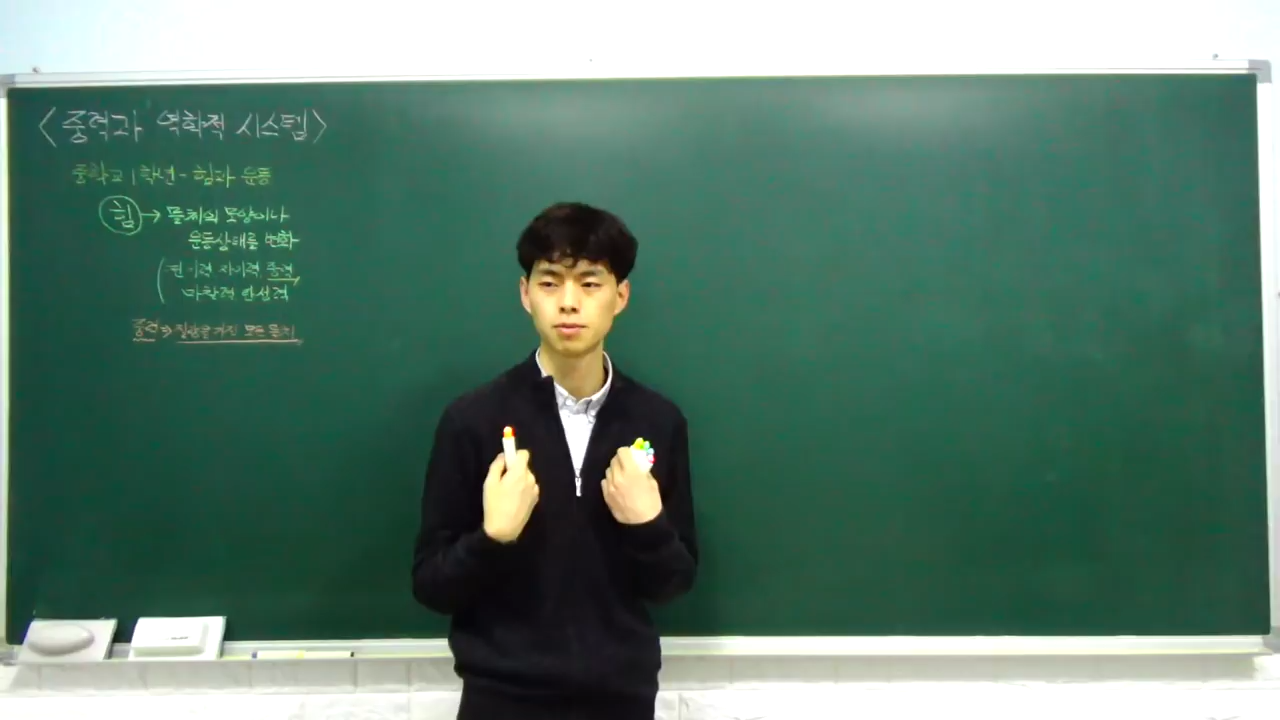 <중력과 역학적 시스템>
중학교 1학년 - 힘과 운동
힘 → 물체의 모양이나
운동상태를 변화
(전기력 자기력 중력
마찰력 탄성력
중력 ⇒ 질량을 가진 모든 물체